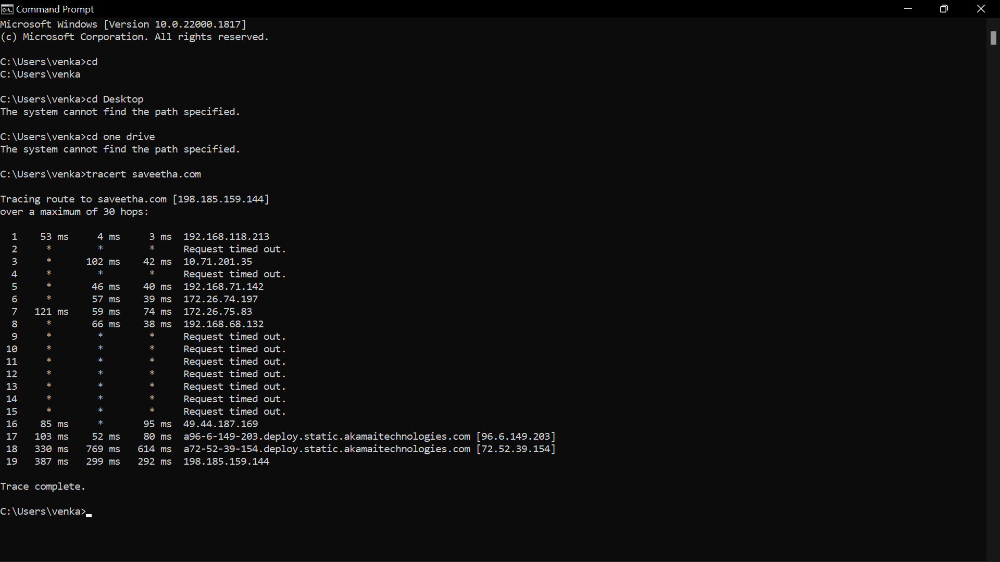 Command Prompt
Microsoft Windows [Version 10.0.22000.1817]
(c) Microsoft Corporation. All rights reserved.
C:\Users\venka>cd
C:\Users\venka
C:\Users\venka>cd Desktop
The system cannot find the path specified.
C:\Users\venka>cd one drive
The system cannot find the path specified.
C:\Users\venka>tracert saveetha.com
Tracing route to saveetha.com [198.185.159.144]
over a maximum of 30 hops:
  1    53 ms     4 ms     3 ms  192.168.118.213
  2     *        *        *     Request timed out.
  3     *      102 ms    42 ms  10.71.201.35
  4     *        *        *     Request timed out.
  5     *       46 ms    40 ms  192.168.71.142
  6     *       57 ms    39 ms  172.26.74.197
  7   121 ms    59 ms    74 ms  172.26.75.83
  8     *       66 ms    38 ms  192.168.68.132
  9     *        *        *     Request timed out.
 10     *        *        *     Request timed out.
 11     *        *        *     Request timed out.
 12     *        *        *     Request timed out.
 13     *        *        *     Request timed out.
 14     *        *        *     Request timed out.
 15     *        *        *     Request timed out.
 16    85 ms     *       95 ms  49.44.187.169
 17   103 ms    52 ms    80 ms  a96-6-149-203.deploy.static.akamaitechnologies.com [96.6.149.203]
 18   330 ms   769 ms   614 ms  a72-52-39-154.deploy.static.akamaitechnologies.com [72.52.39.154]
 19   387 ms   299 ms   292 ms  198.185.159.144
Trace complete.
C:\Users\venka>